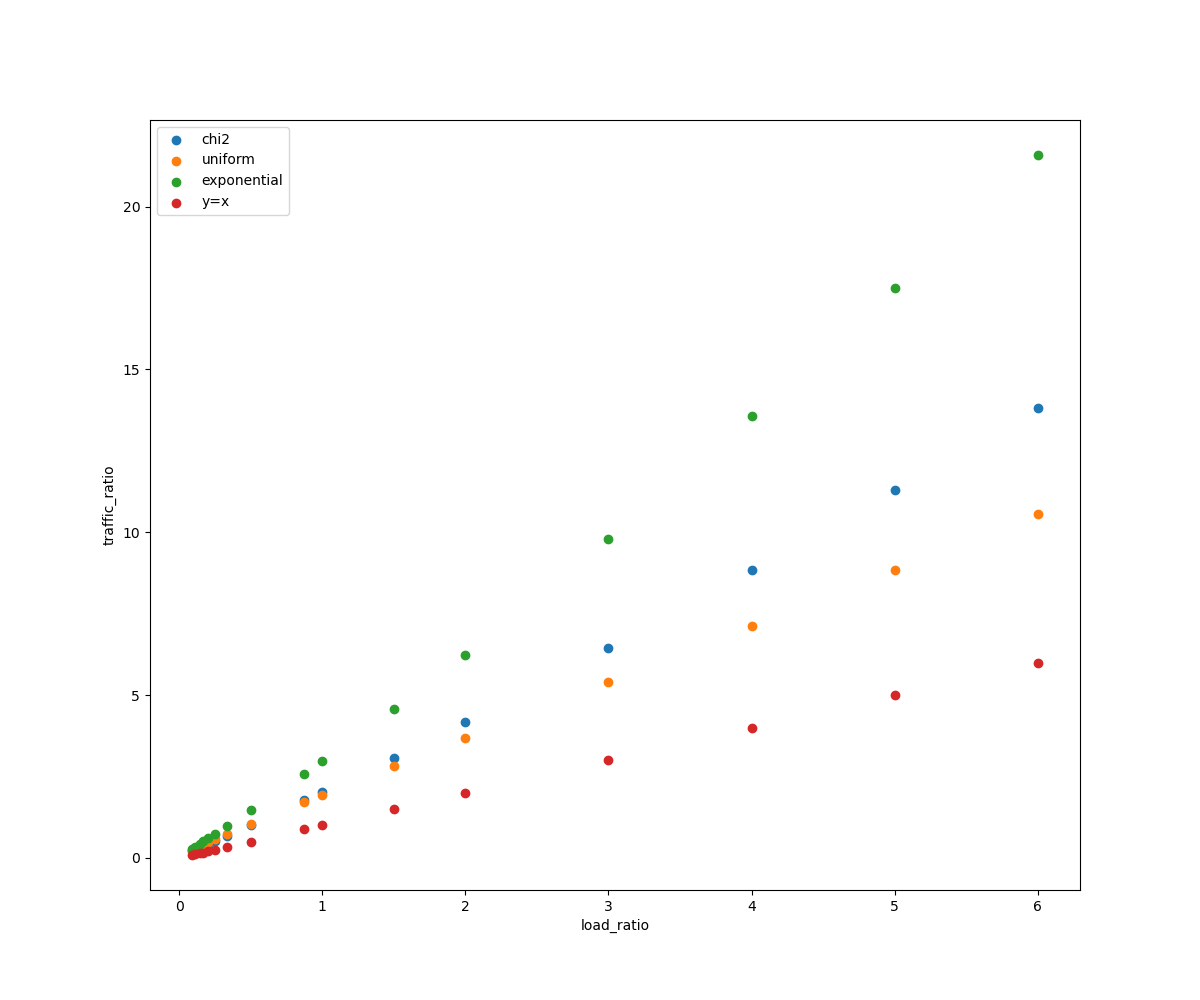 chi2
uniform
exponential
y=x
20
15
10
5
0
traffic_ratio
0 1 2 3 4 5 6
load_ratio